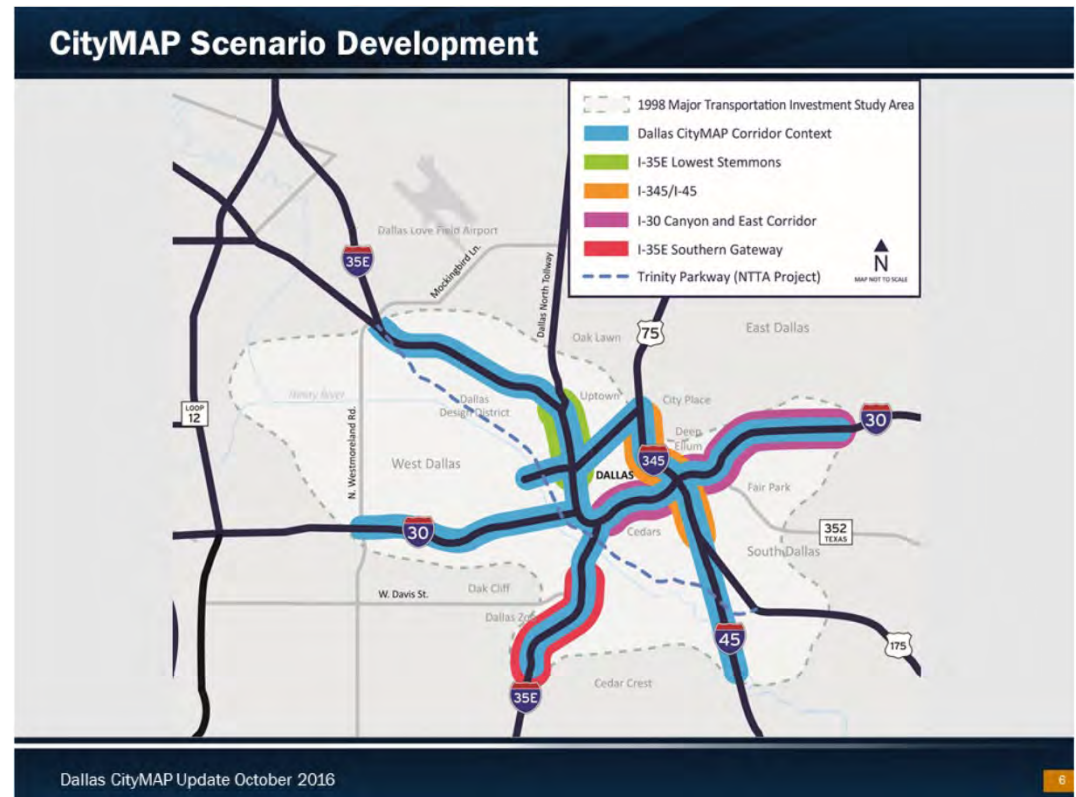 CityMAP Scenario Development
1998 Major Transportation Investment Study Area
Dallas CityMAP Corridor Context
I-35E Lowest Stemmons
I-345/I-45
I-30 Canyon and East Corridor
I-35E Southern Gateway
Trinity Parkway (NTTA Project)
N
MAP NOT TO SCALE
Dallas Love Field Airport
Mockingbird Ln.
35E
Dallas North Tollway
75
East Dallas
Oak Lawn
Trinity River
Dallas
Design District
Uptown
City Place
LOOP
12
30
Deep
Ellum
N. Westmoreland Rd.
West Dallas
345
DALLAS
Fair Park
30
Cedars
352
TEXAS
South Dallas
W. Davis St.
Oak Cliff
Dallas Zoo
45
175
Cedar Crest
35E
Dallas CityMAP Update October 2016
6